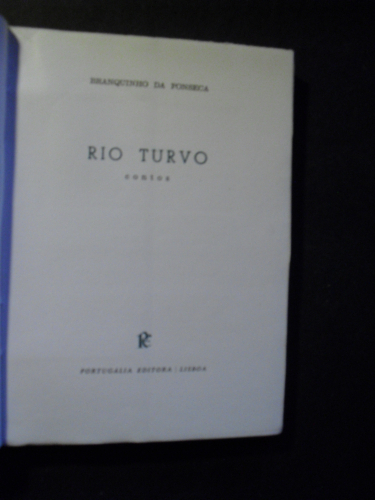 BRANQUINHO DA FONSECA
RIO TURVO
contos
PORTUGALIA EDITORA | LISBOA